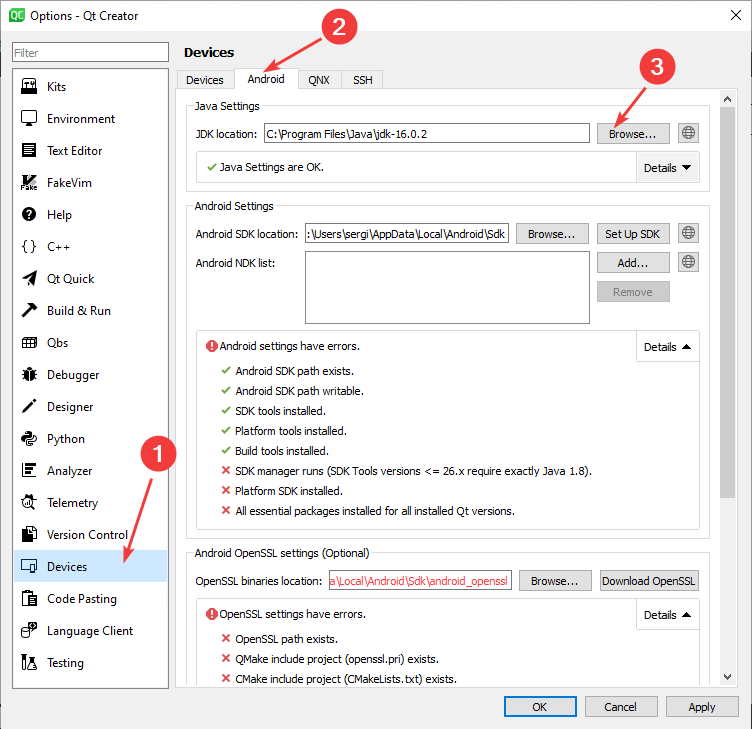 QC Options - Qt Creator
2
Filter
Kits
Environment
Text Editor
Fake FakeVim
Help
{} C++
Qt Quick
Build & Run
Qbs
Debugger
Designer
Python
Analyzer
1
Telemetry
Version Control
Devices
Code Pasting
Language Client
Testing
Devices
Devices Android QNX SSH
3
Java Settings
JDK location: C:\Program Files\Java\jdk-16.0.2 Browse...
Java Settings are OK. Details
Android Settings
Android SDK location: :\Users\sergi\AppData\Local\Android\Sdk Browse... Set Up SDK
Android NDK list: Add...
Remove
Android settings have errors. Details
Android SDK path exists.
Android SDK path writable.
SDK tools installed.
Platform tools installed.
Build tools installed.
SDK manager runs (SDK Tools versions <= 26.x require exactly Java 1.8).
Platform SDK installed.
All essential packages installed for all installed Qt versions.
Android OpenSSL settings (Optional)
OpenSSL binaries location: a\Local\Android\Sdk\android_openssl Browse... Download OpenSSL
OpenSSL settings have errors. Details
OpenSSL path exists.
QMake include project (openssl.pri) exists.
CMake include project (CMakeLists.txt) exists.
OK Cancel Apply